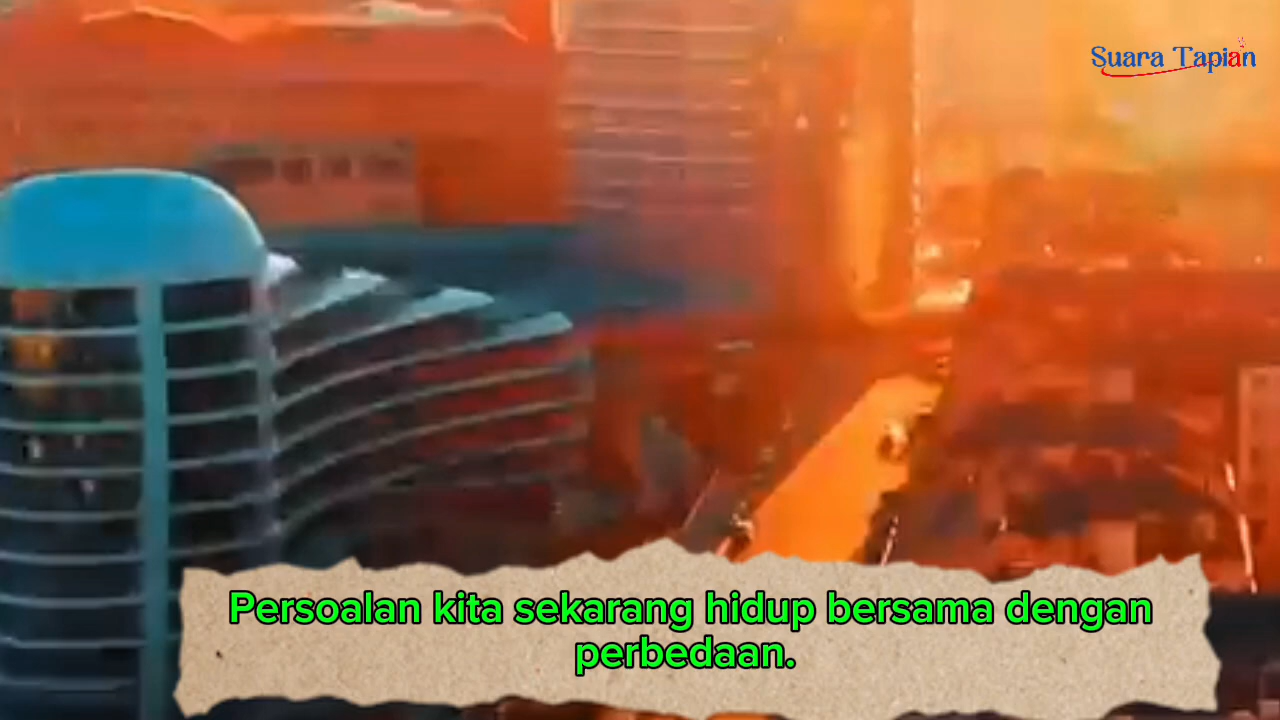 Suara Tapian
Persoalan kita sekarang hidup bersama dengan
perbedaan.